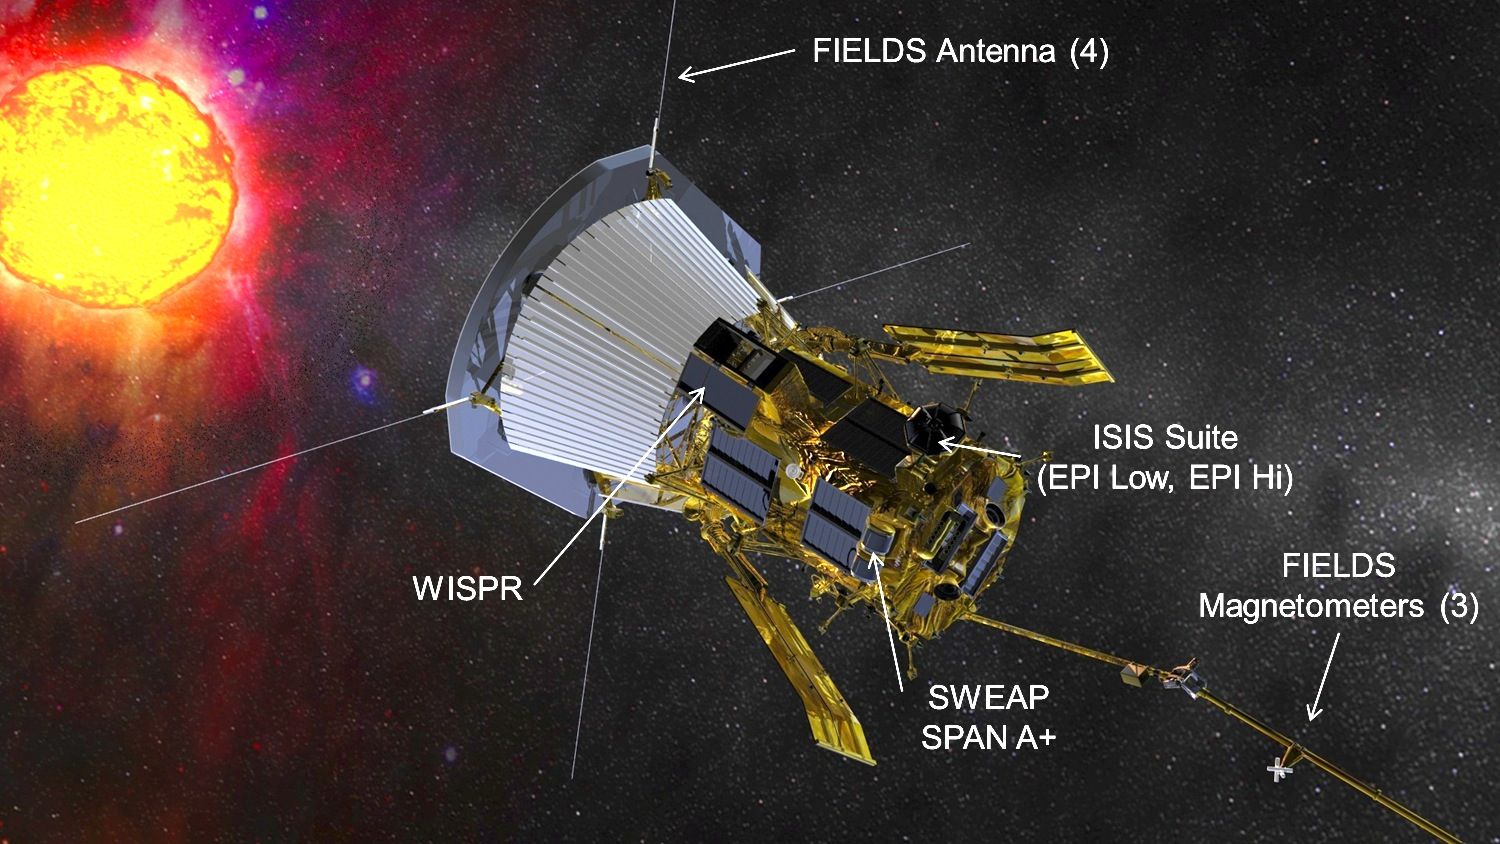 FIELDS Antenna (4)
ISIS Suite
(EPI Low, EPI Hi)
WISPR
FIELDS
Magnetometers (3)
SWEAP
SPAN A+